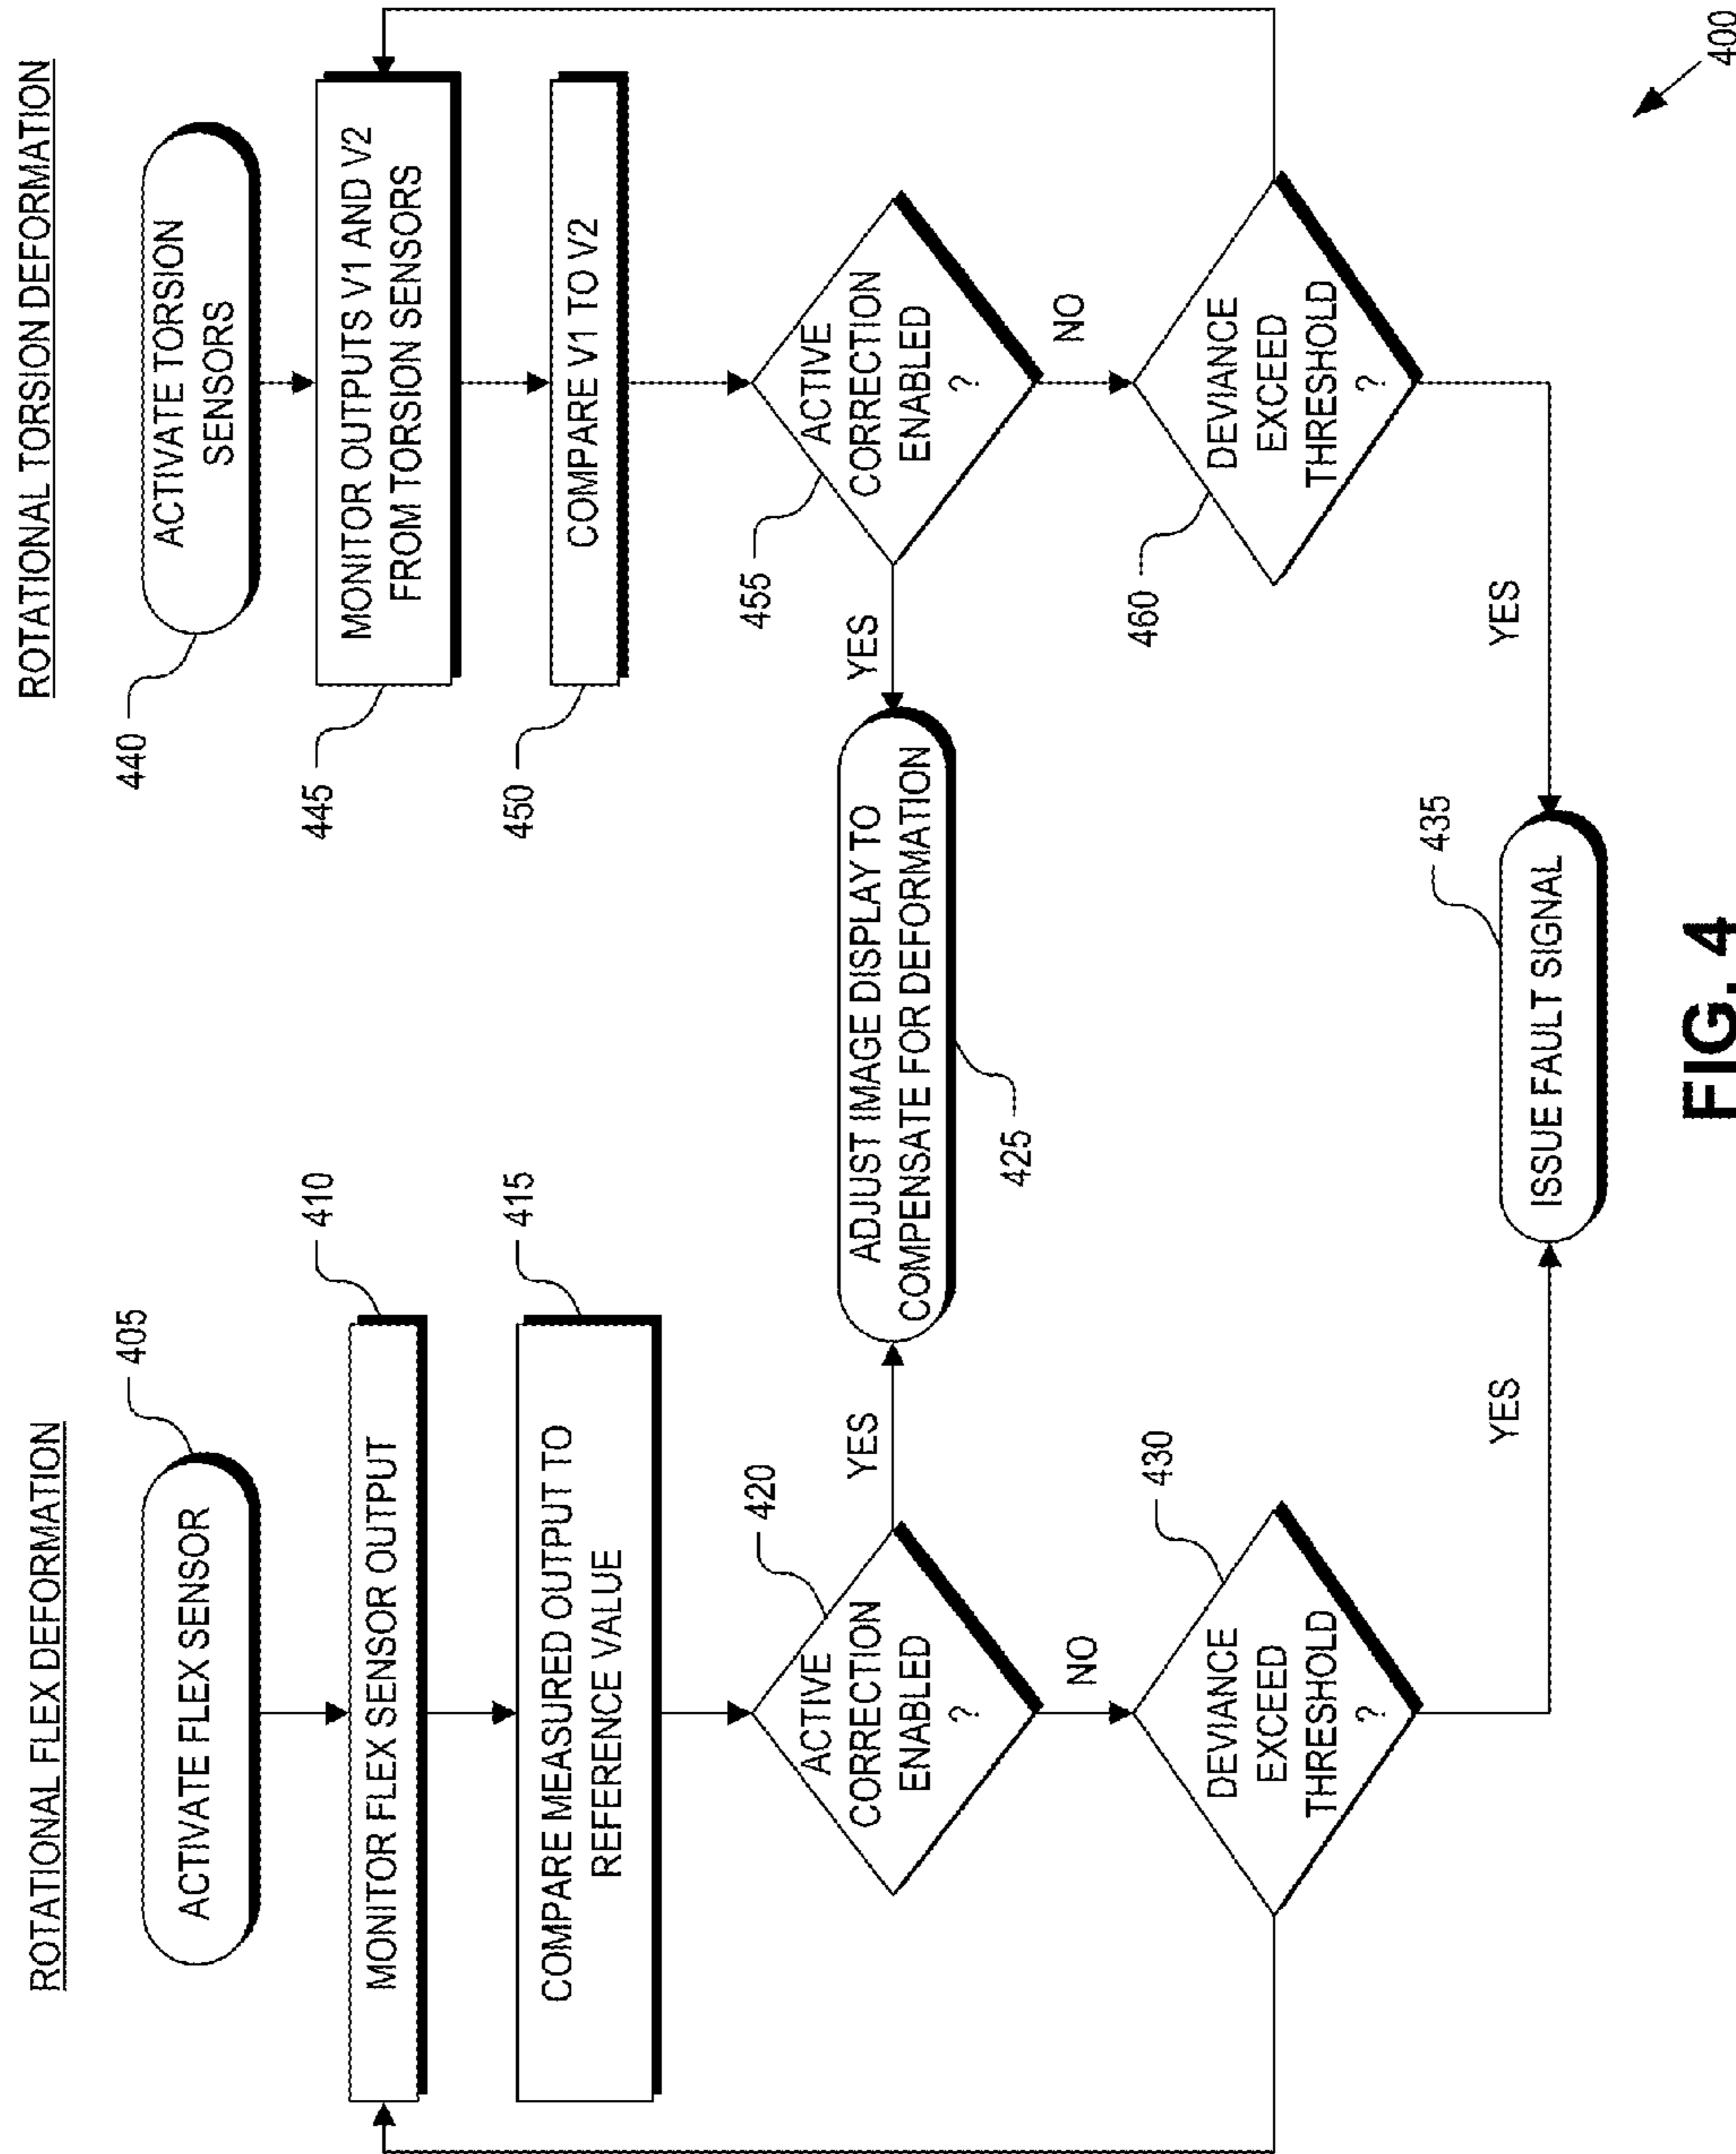 ROTATIONAL FLEX DEFORMATION
ACTIVATE FLEX SENSOR
405
MONITOR FLEX SENSOR OUTPUT
410
COMPARE MEASURED OUTPUT TO
REFERENCE VALUE
415
ACTIVE
CORRECTION
ENABLED
?
420
YES
NO
DEVIANCE
EXCEED
THRESHOLD
?
430
YES
ADJUST IMAGE DISPLAY TO
COMPENSATE FOR DEFORMATION
425
ISSUE FAULT SIGNAL
435
ROTATIONAL TORSION DEFORMATION
ACTIVATE TORSION
SENSORS
440
MONITOR OUTPUTS V1 AND V2
FROM TORSION SENSORS
445
COMPARE V1 TO V2
450
ACTIVE
CORRECTION
ENABLED
?
455
YES
NO
DEVIANCE
EXCEED
THRESHOLD
?
460
YES
400
FIG. 4